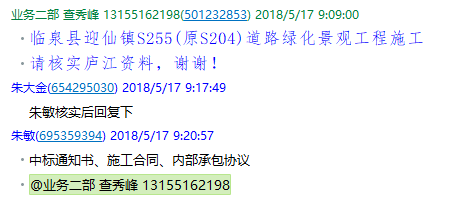 业务二部 查秀峰 13155162198(501232853) 2018/5/17 9:09:00
临泉县迎仙镇S255(原S204)道路绿化景观工程施工
请核实庐江资料，谢谢！
朱大金(654295030) 2018/5/17 9:17:49
朱敏核实后回复下
朱敏(695359394) 2018/5/17 9:20:57
中标通知书、施工合同、内部承包协议
@业务二部 查秀峰 13155162198